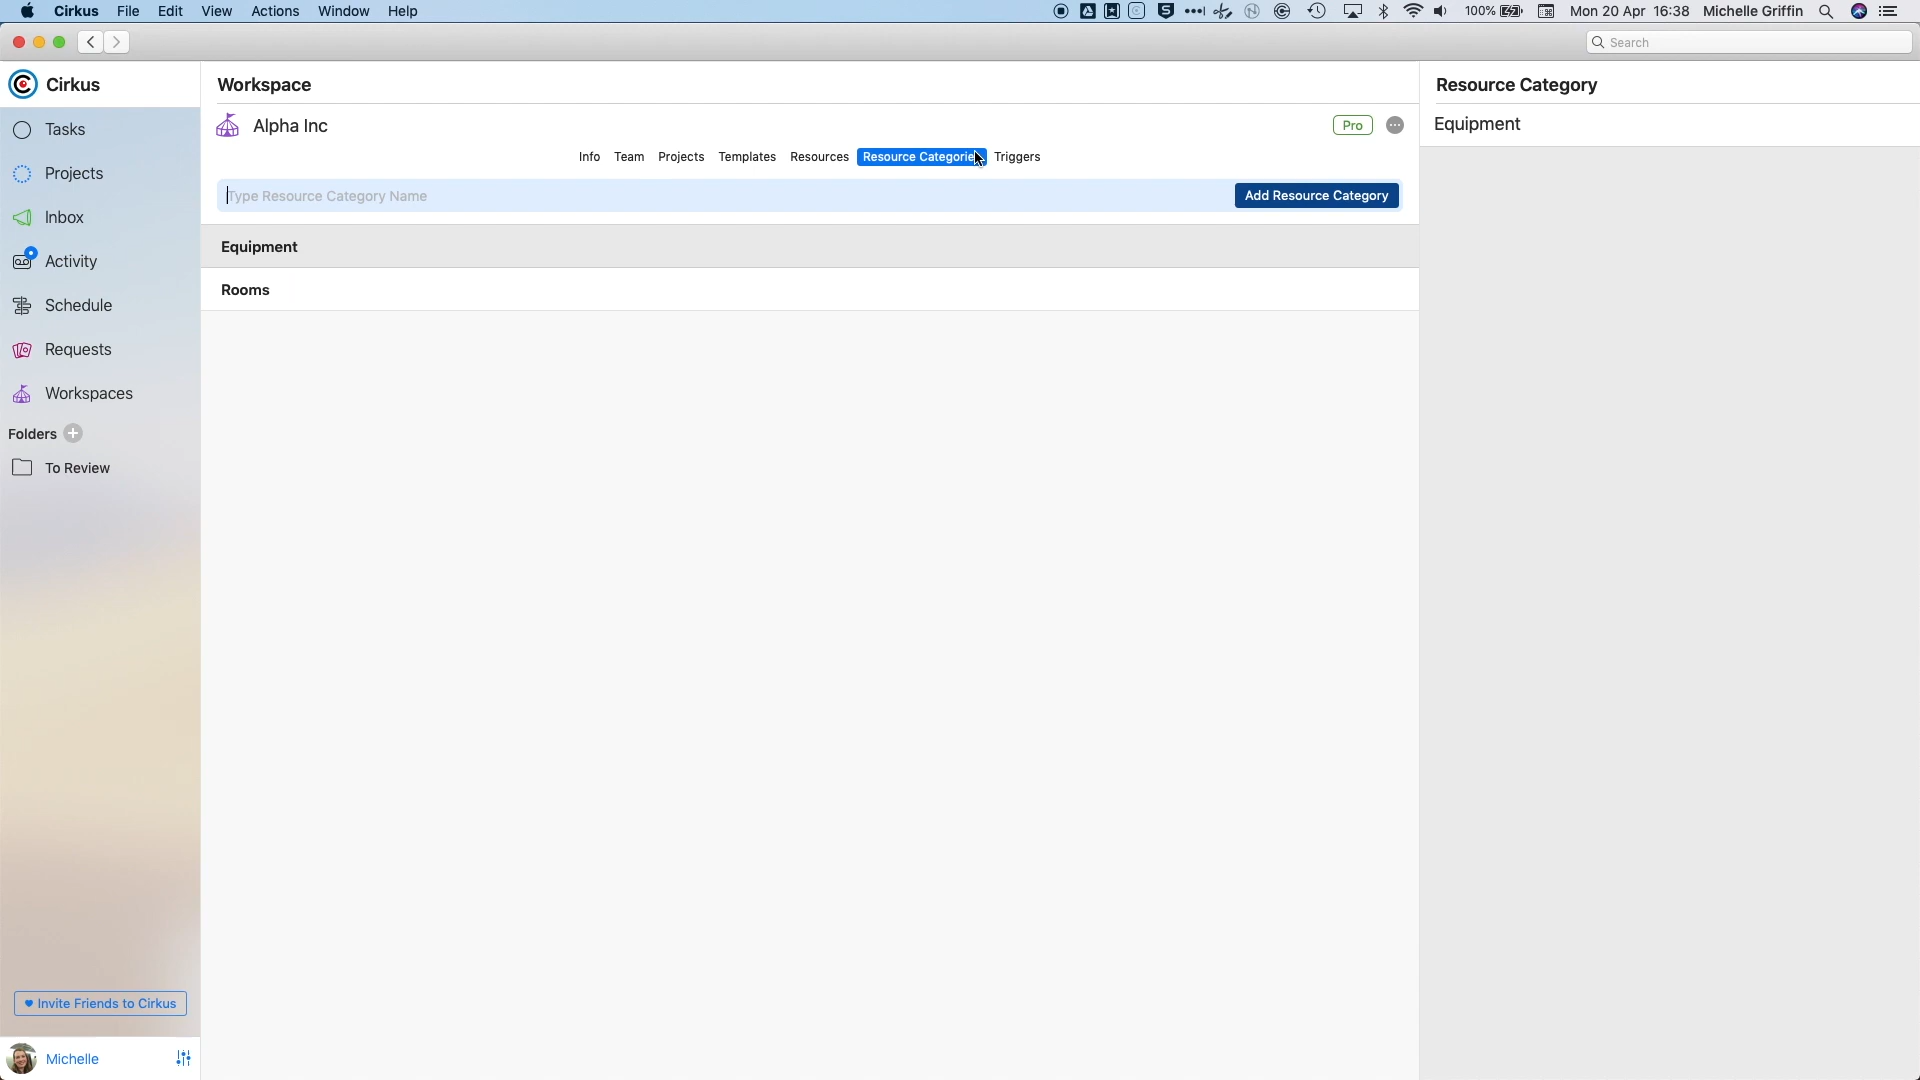 Cirkus File Edit View Actions Window Help
100% Mon 20 Apr 16:38 Michelle Griffin
Search
Cirkus
Tasks
Projects
Inbox
Activity
Schedule
Requests
Workspaces
Folders
To Review
Invite Friends to Cirkus
Michelle
Workspace
Alpha Inc
Pro
Info Team Projects Templates Resources Resource Categorie Triggers
Type Resource Category Name
Add Resource Category
Equipment
Rooms
Resource Category
Equipment